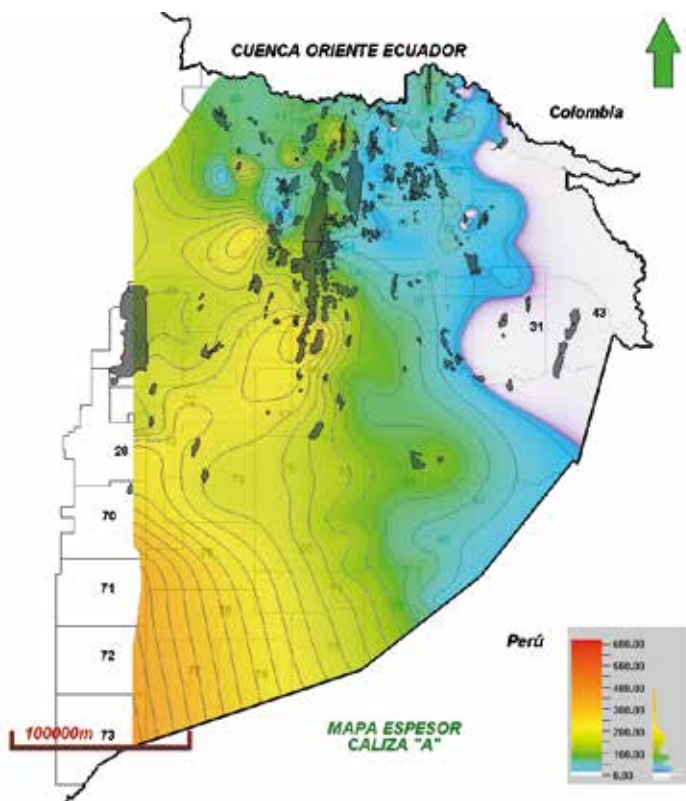 CUENCA ORIENTE ECUADOR
Colombia
43
31
28
70
71
72
73
Perú
600.00
500.00
400.00
300.00
200.00
100.00
0.00
100000m
MAPA ESPESOR
CALIZA "A"